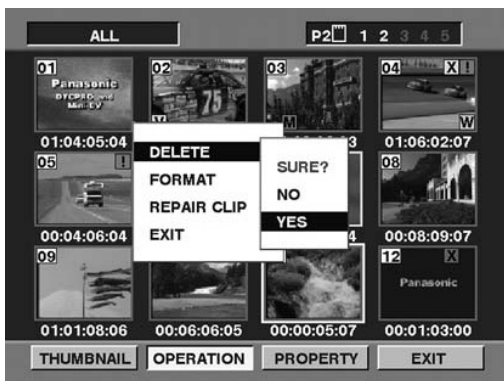 ALL
P2 1 2 3 4 5
01
Panasonic
DVCPRO and
Mini-DV
01:04:05:04
02
75
W
03
M
3
04 X !
W
01:06:02:07
DELETE
FORMAT
REPAIR CLIP
EXIT
SURE?
NO
YES
05 !
00:04:06:04
4
08
00:08:09:07
09
01:01:08:06
00:06:06:05
00:00:05:07
12 X
Panasonic
00:01:03:00
THUMBNAIL
OPERATION
PROPERTY
EXIT